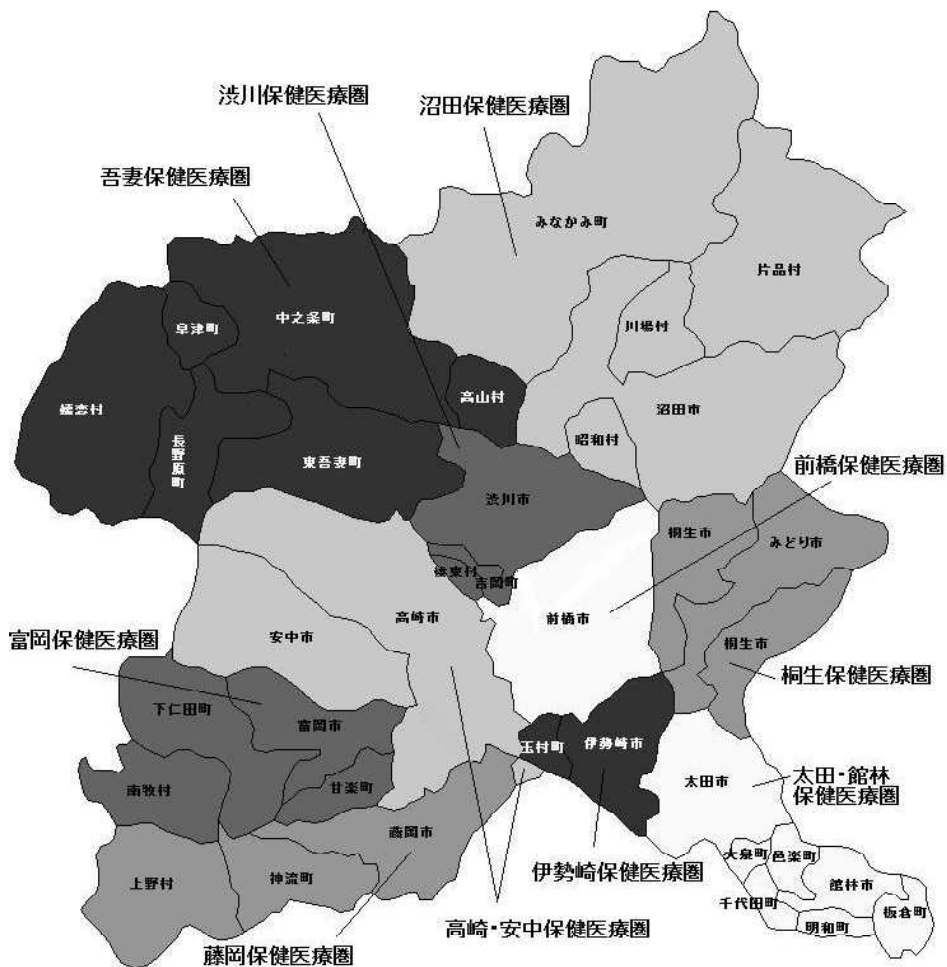 渋川保健医療圏
沼田保健医療圏
吾妻保健医療圏
みなかみ町
片品村
中之条町
草津町
川場村
高山村
嬬恋村
沼田市
昭和村
長野原町
東吾妻町
前橋保健医療圏
渋川市
桐生市
みどり市
榛東村
吉岡町
高崎市
前橋市
安中市
富岡保健医療圏
桐生市
桐生保健医療圏
下仁田町
富岡市
玉村町
伊勢崎市
太田市
太田・館林
保健医療圏
南牧村
甘楽町
藤岡市
大泉町
邑楽町
伊勢崎保健医療圏
上野村
神流町
館林市
千代田町
板倉町
明和町
高崎・安中保健医療圏
藤岡保健医療圏